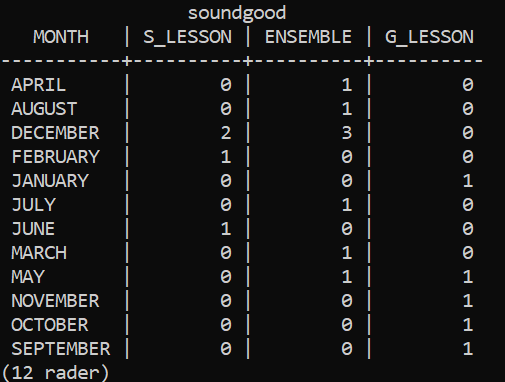 soundgood
MONTH | S_LESSON | ENSEMBLE | G_LESSON
-----------+----------+----------+----------
APRIL | 0 | 1 | 0
AUGUST | 0 | 1 | 0
DECEMBER | 2 | 3 | 0
FEBRUARY | 1 | 0 | 0
JANUARY | 0 | 0 | 1
JULY | 0 | 1 | 0
JUNE | 1 | 0 | 0
MARCH | 0 | 1 | 0
MAY | 0 | 1 | 1
NOVEMBER | 0 | 0 | 1
OCTOBER | 0 | 0 | 1
SEPTEMBER | 0 | 0 | 1
(12 rader)